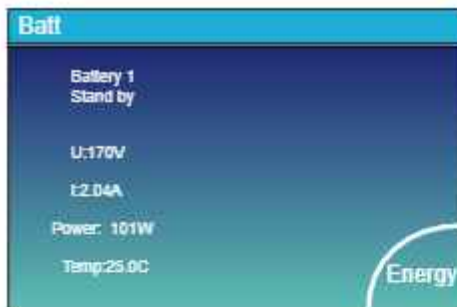 Batt
Battery 1
Stand by
U:170V
I:2.04A
Power: 101W
Temp:25.0C
Energy